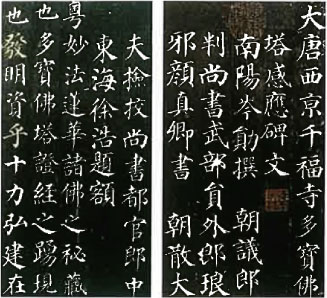 大唐西京千福寺多寶佛
塔感應碑文
南陽岑勛撰　朝議郎
判尚書武部員外郎琅
邪顏真卿書　朝散大
夫撿挍尚書都官郎中
東海徐浩題額
粵妙法蓮華諸佛之秘藏
也多寶佛塔證經之踴現
也發明資乎十力弘建在